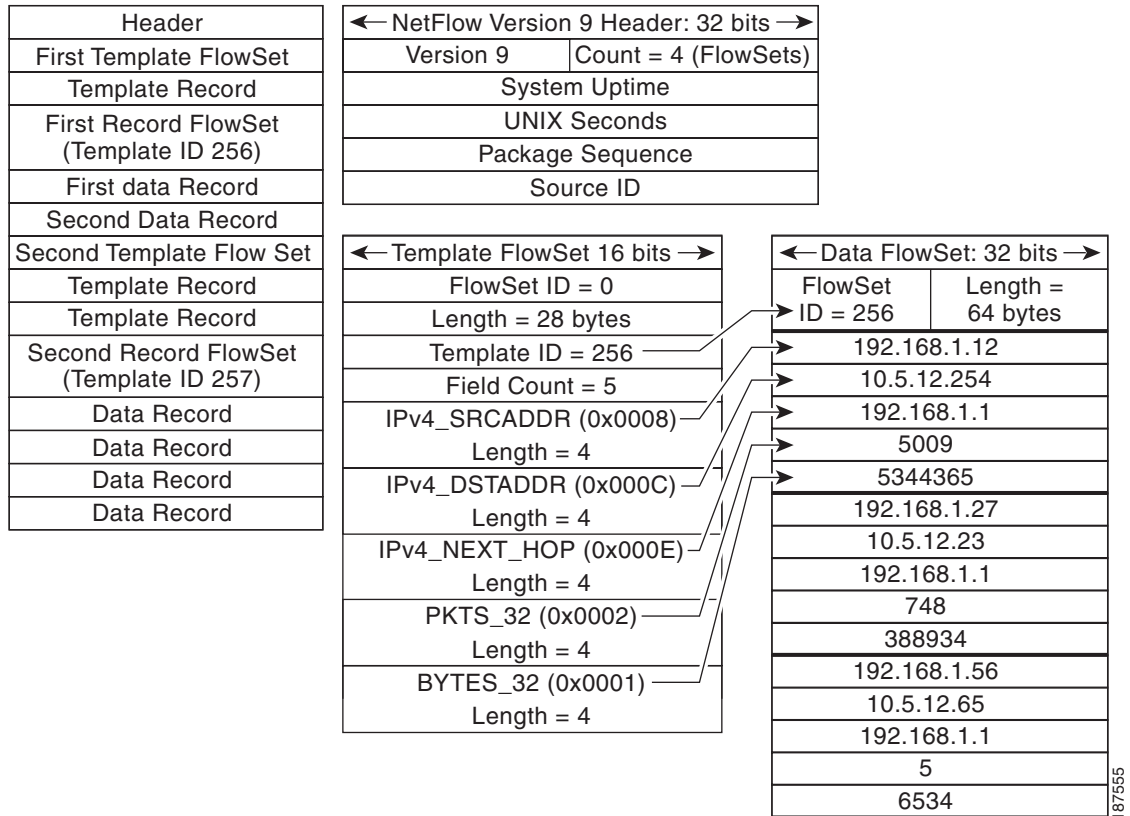 Header
First Template FlowSet
Template Record
First Record FlowSet
(Template ID 256)
First data Record
Second Data Record
Second Template Flow Set
Template Record
Template Record
Second Record FlowSet
(Template ID 257)
Data Record
Data Record
Data Record
Data Record
NetFlow Version 9 Header: 32 bits
Version 9 Count = 4 (FlowSets)
System Uptime
UNIX Seconds
Package Sequence
Source ID
Template FlowSet 16 bits
FlowSet ID = 0
Length = 28 bytes
Template ID = 256
Field Count = 5
IPv4_SRCADDR (0x0008)
Length = 4
IPv4_DSTADDR (0x000C)
Length = 4
IPv4_NEXT_HOP (0x000E)
Length = 4
PKTS_32 (0x0002)
Length = 4
BYTES_32 (0x0001)
Length = 4
Data FlowSet: 32 bits
FlowSet
ID = 256
Length =
64 bytes
192.168.1.12
10.5.12.254
192.168.1.1
5009
5344365
192.168.1.27
10.5.12.23
192.168.1.1
748
388934
192.168.1.56
10.5.12.65
192.168.1.1
5
6534
187555